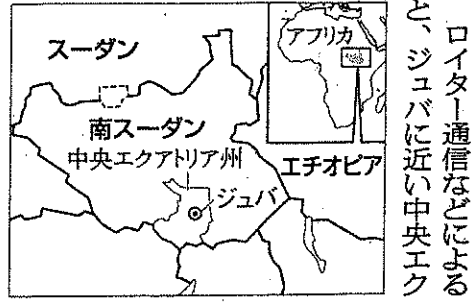 ロイター通信などによる
と、ジュバに近い中央エク
アフリカ
スーダン
南スーダン
中央エクアトリア州
エチオピア
ジュバ